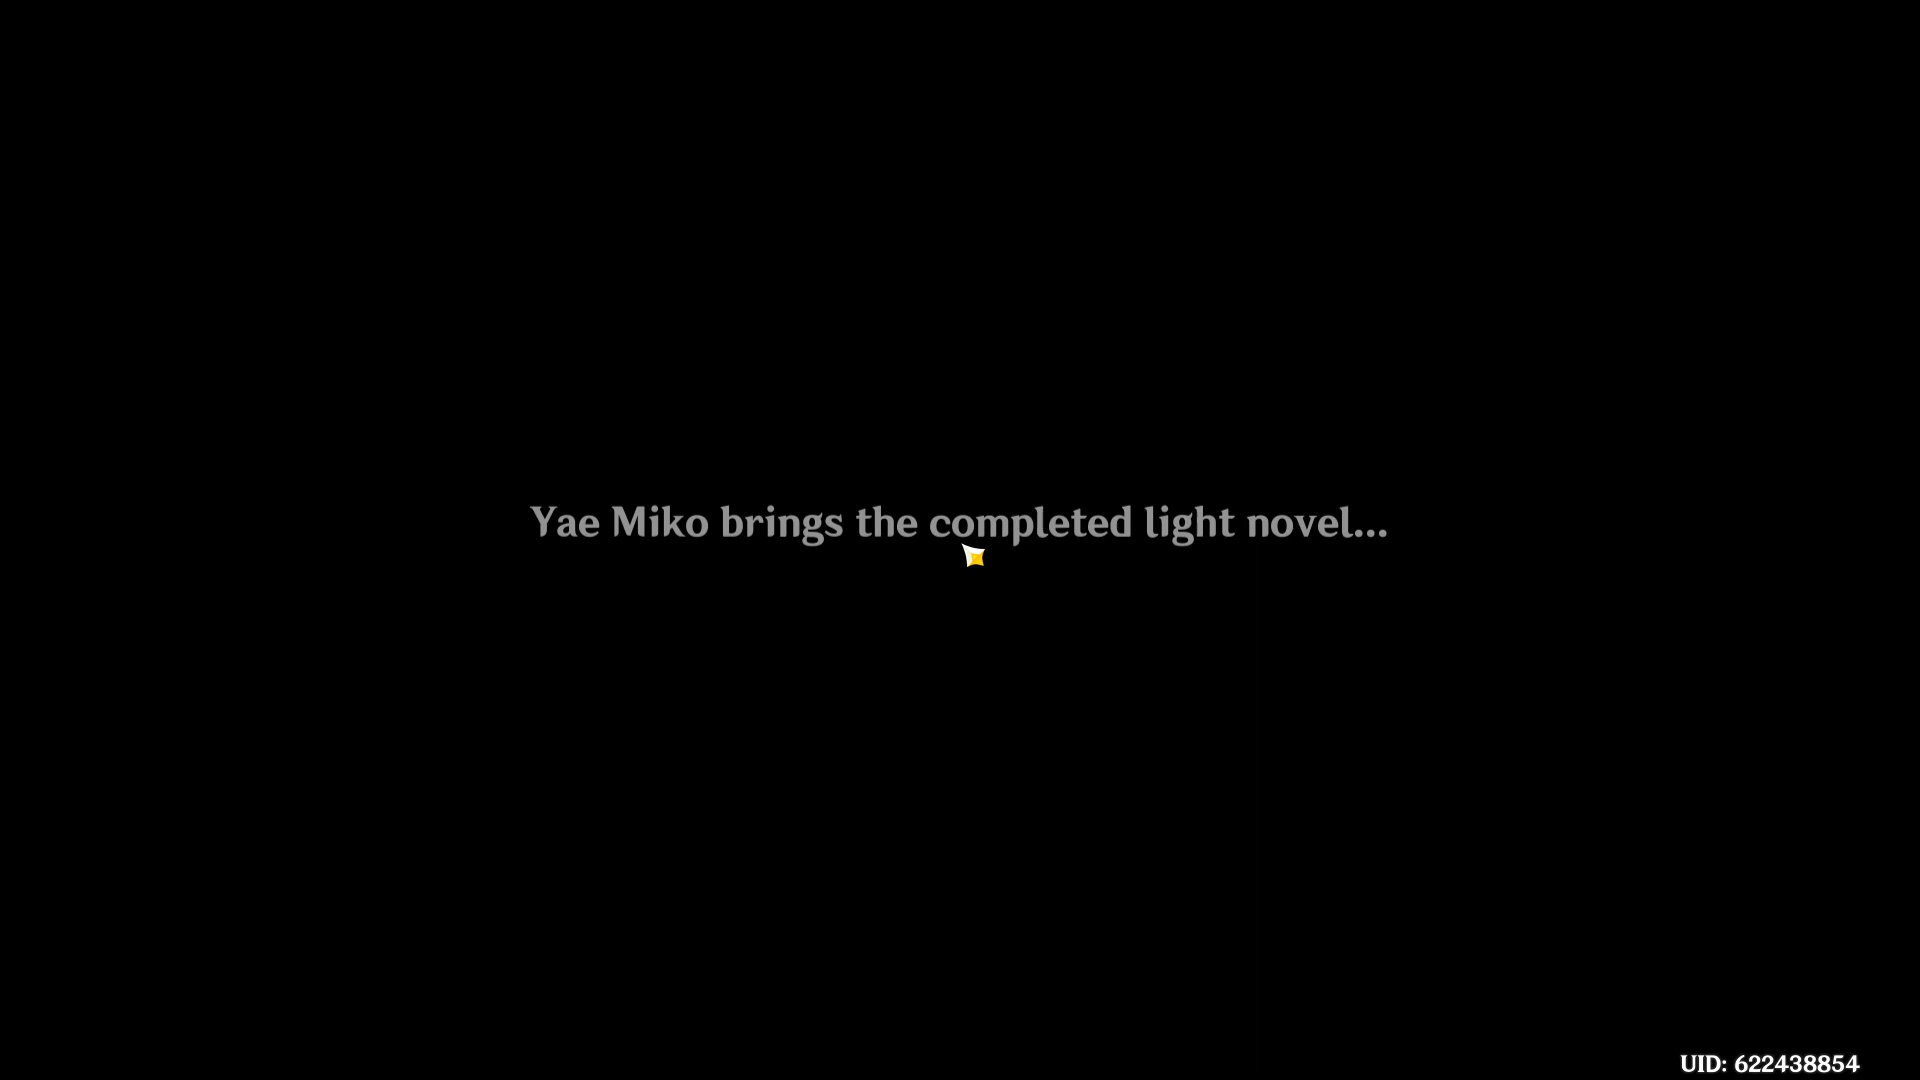 Yae Miko brings the completed light novel...
UID: 622438854